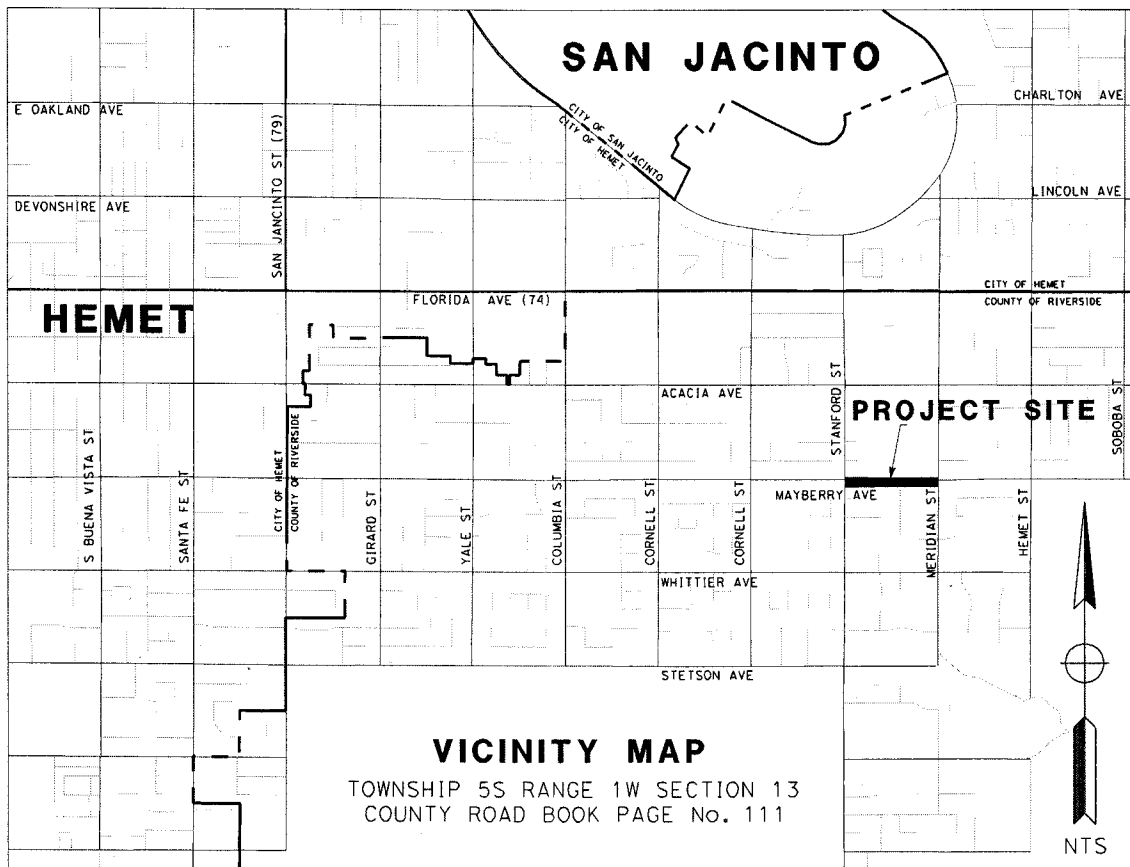 SAN JACINTO
E OAKLAND AVE
CHARLTON AVE
CITY OF SAN JACINTO
CITY OF HEMET
SAN JANCINTO ST (79)
DEVONSHIRE AVE
LINCOLN AVE
CITY OF HEMET
COUNTY OF RIVERSIDE
FLORIDA AVE (74)
HEMET
ACACIA AVE
STANFORD ST
PROJECT SITE
SOBOBA ST
S BUENA VISTA ST
SANTA FE ST
CITY OF HEMET
COUNTY OF RIVERSIDE
GIRARD ST
YALE ST
COLUMBIA ST
CORNELL ST
CORNELL ST
MAYBERRY AVE
MERIDIAN ST
HEMET ST
WHITTIER AVE
STETSON AVE
VICINITY MAP
TOWNSHIP 5S RANGE 1W SECTION 13
COUNTY ROAD BOOK PAGE No. 111
NTS